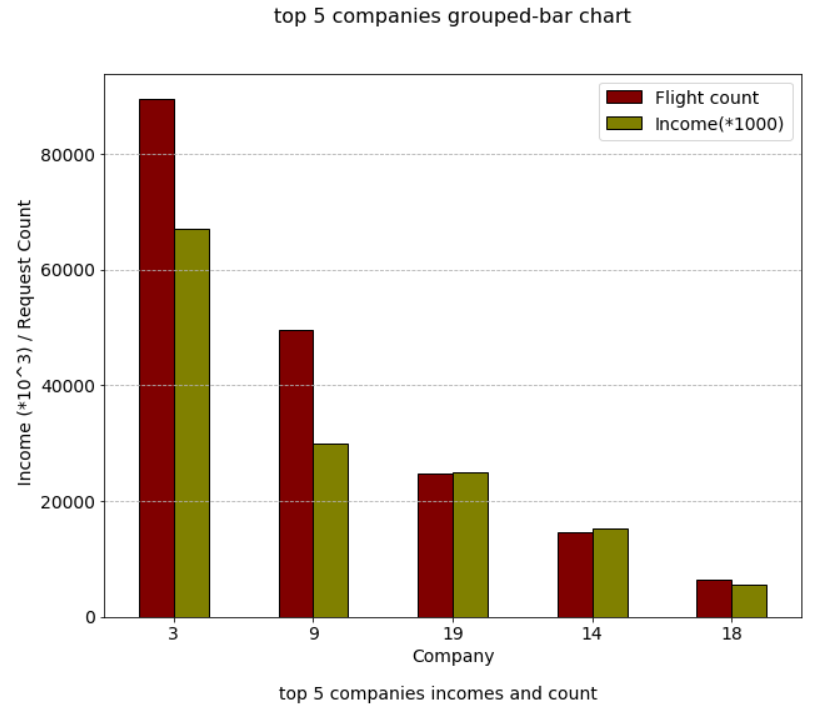 top 5 companies grouped-bar chart
Flight count
Income(*1000)
Income (*10^3) / Request Count
80000
60000
40000
20000
0
3 9 19 14 18
Company
top 5 companies incomes and count